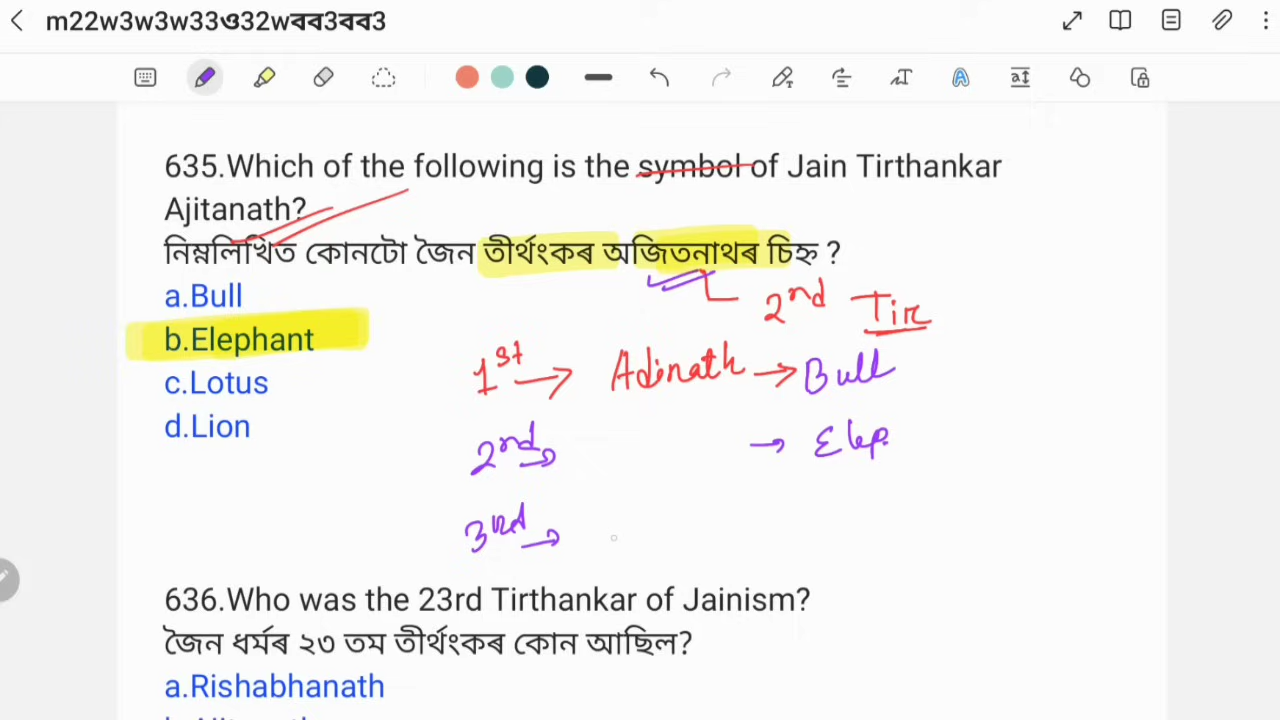 m22w3w3w33ও32wবব3বব3
635.Which of the following is the symbol of Jain Tirthankar
Ajitanath?
নিম্নলিখিত কোনটো জৈন তীৰ্থংকৰ অজিতনাথৰ চিহ্ন ?
a.Bull
b.Elephant
c.Lotus
d.Lion
2nd Tir
1st → Adinath → Bull
2nd → → Elep.
3rd →
636.Who was the 23rd Tirthankar of Jainism?
জৈন ধৰ্মৰ ২৩ তম তীৰ্থংকৰ কোন আছিল?
a.Rishabhanath